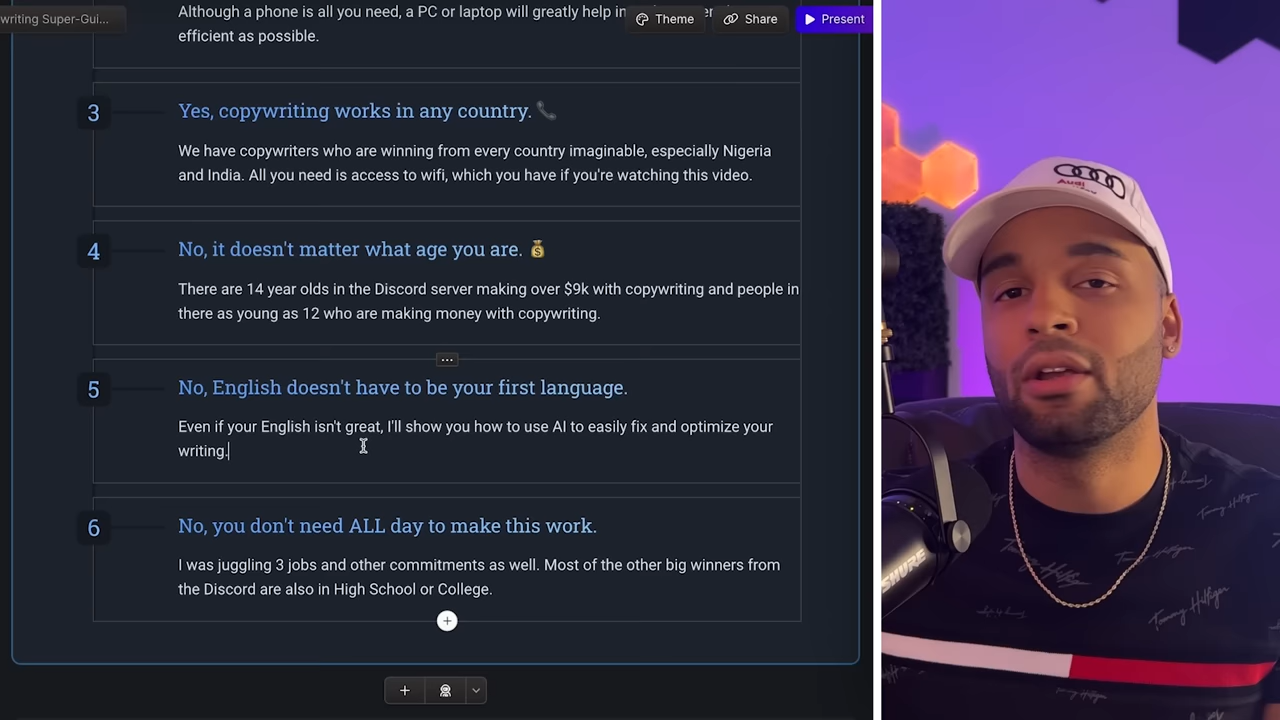 writing Super-Gui...
Although a phone is all you need, a PC or laptop will greatly help in
Theme
Share
Present
efficient as possible.
3
Yes, copywriting works in any country. 📞
We have copywriters who are winning from every country imaginable, especially Nigeria
and India. All you need is access to wifi, which you have if you're watching this video.
4
No, it doesn't matter what age you are. 💰
There are 14 year olds in the Discord server making over $9k with copywriting and people in
there as young as 12 who are making money with copywriting.
...
5
No, English doesn't have to be your first language.
Even if your English isn't great, I'll show you how to use AI to easily fix and optimize your
writing.
6
No, you don't need ALL day to make this work.
I was juggling 3 jobs and other commitments as well. Most of the other big winners from
the Discord are also in High School or College.
Audi
SHURE
Tommy Hilfiger
Tommy Hilfiger